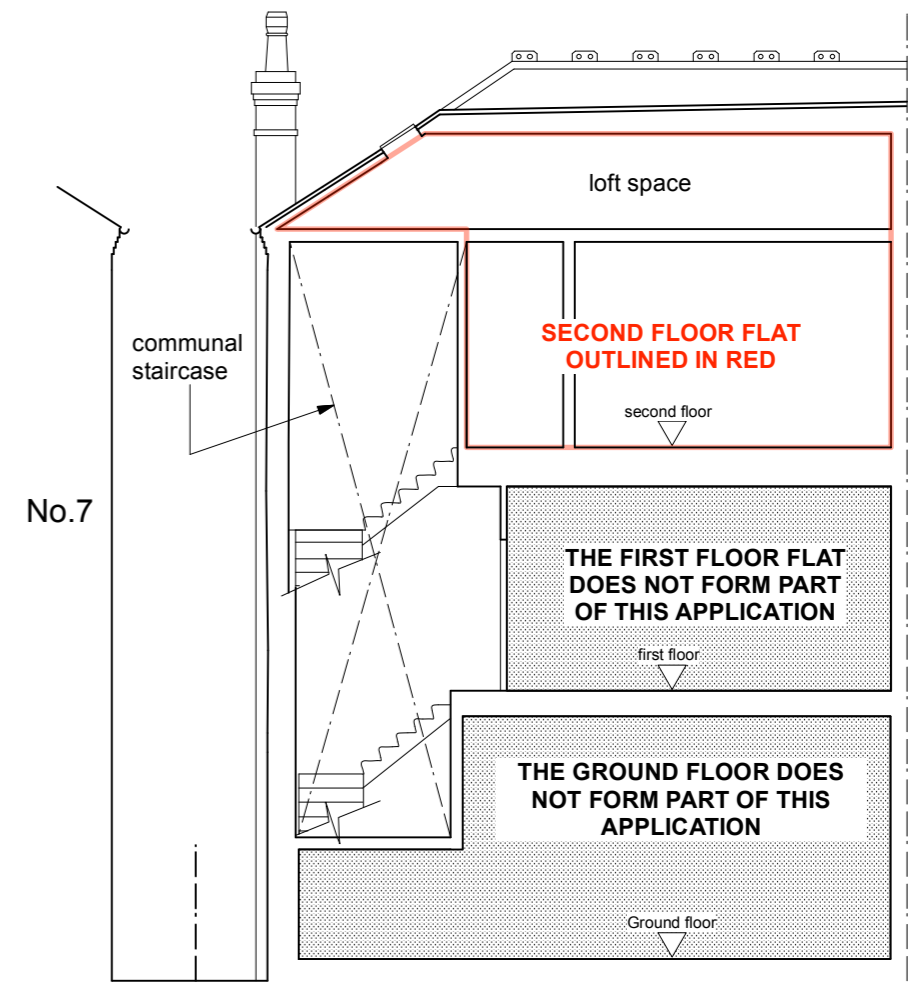 loft space
communal
staircase
SECOND FLOOR FLAT
OUTLINED IN RED
second floor
No.7
THE FIRST FLOOR FLAT
DOES NOT FORM PART
OF THIS APPLICATION
first floor
THE GROUND FLOOR DOES
NOT FORM PART OF THIS
APPLICATION
Ground floor